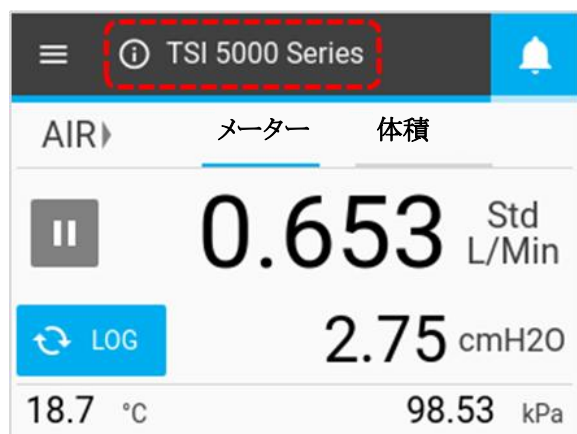 TSI 5000 Series
AIR メーター 体積
0.653 Std L/Min
LOG 2.75 cmH2O
18.7 °C 98.53 kPa